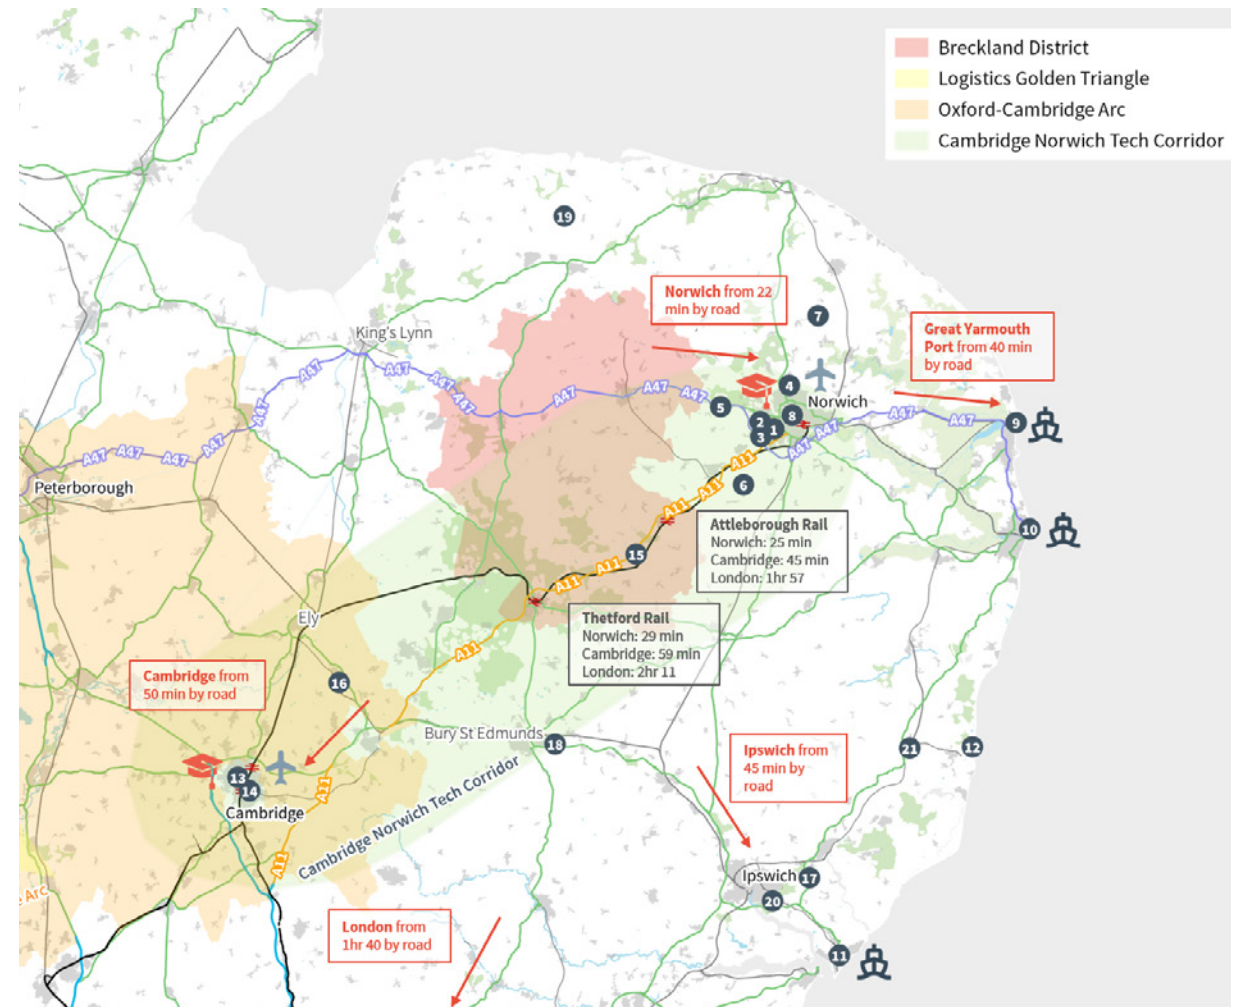 Breckland District
Logistics Golden Triangle
Oxford-Cambridge Arc
Cambridge Norwich Tech Corridor
19
Norwich from 22
min by road
7
Great Yarmouth
Port from 40 min
by road
King's Lynn
A47
A47
A47
A47
A47
A47
A47
4
Norwich
5
8
2
1
3
A47
A47
A47
A47
9
A47
A47
A47
A47
A47
Peterborough
A11
6
A11
A11
Attleborough Rail
Norwich: 25 min
Cambridge: 45 min
London: 1hr 57
10
15
A11
A11
Thetford Rail
Norwich: 29 min
Cambridge: 59 min
London: 2hr 11
Ely
A11
Cambridge from
50 min by road
16
Bury St Edmunds
18
Ipswich from
45 min by
road
21
12
13
14
Cambridge
A11
Cambridge Norwich Tech Corridor
A11
Ipswich
17
20
e Arc
London from
1hr 40 by road
11